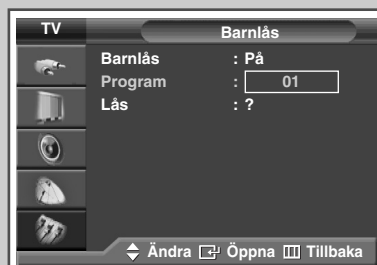 TV
Barnlås
Barnlås : På
Program : 01
Lås : ?
Ändra Öppna Tillbaka